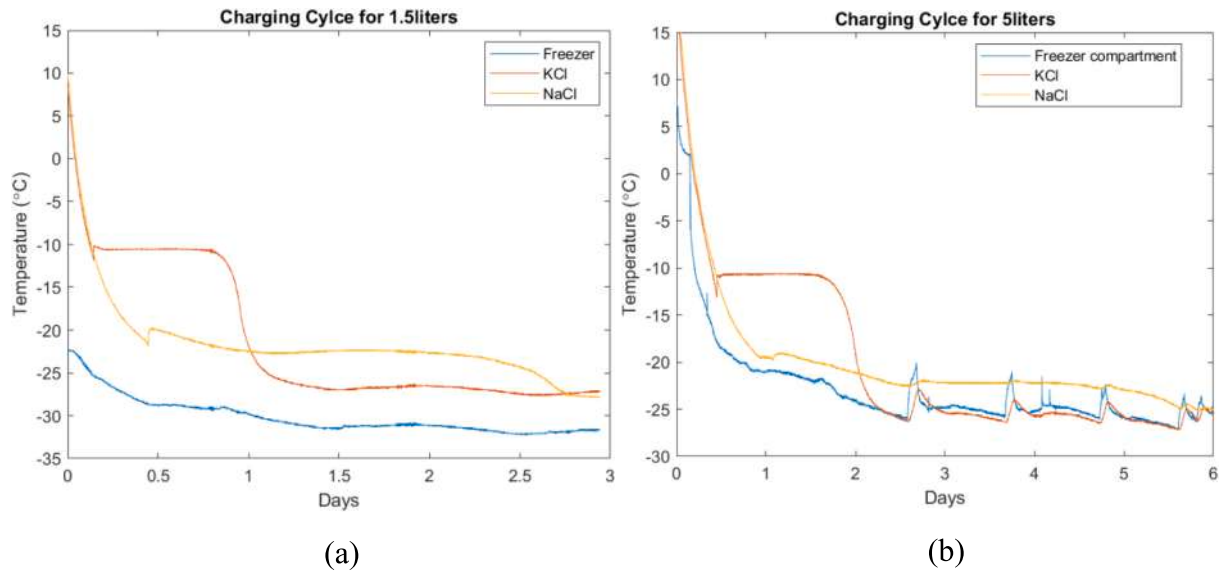 Charging Cylce for 1.5liters
15
10
5
0
-5
-10
-15
-20
-25
-30
-35
Temperature (°C)
Freezer
KCl
NaCl
0
0.5
1
1.5
2
2.5
3
Days
(a)
Charging Cylce for 5liters
15
10
5
0
-5
-10
-15
-20
-25
-30
Temperature (°C)
Freezer compartment
KCl
NaCl
0
1
2
3
4
5
6
Days
(b)